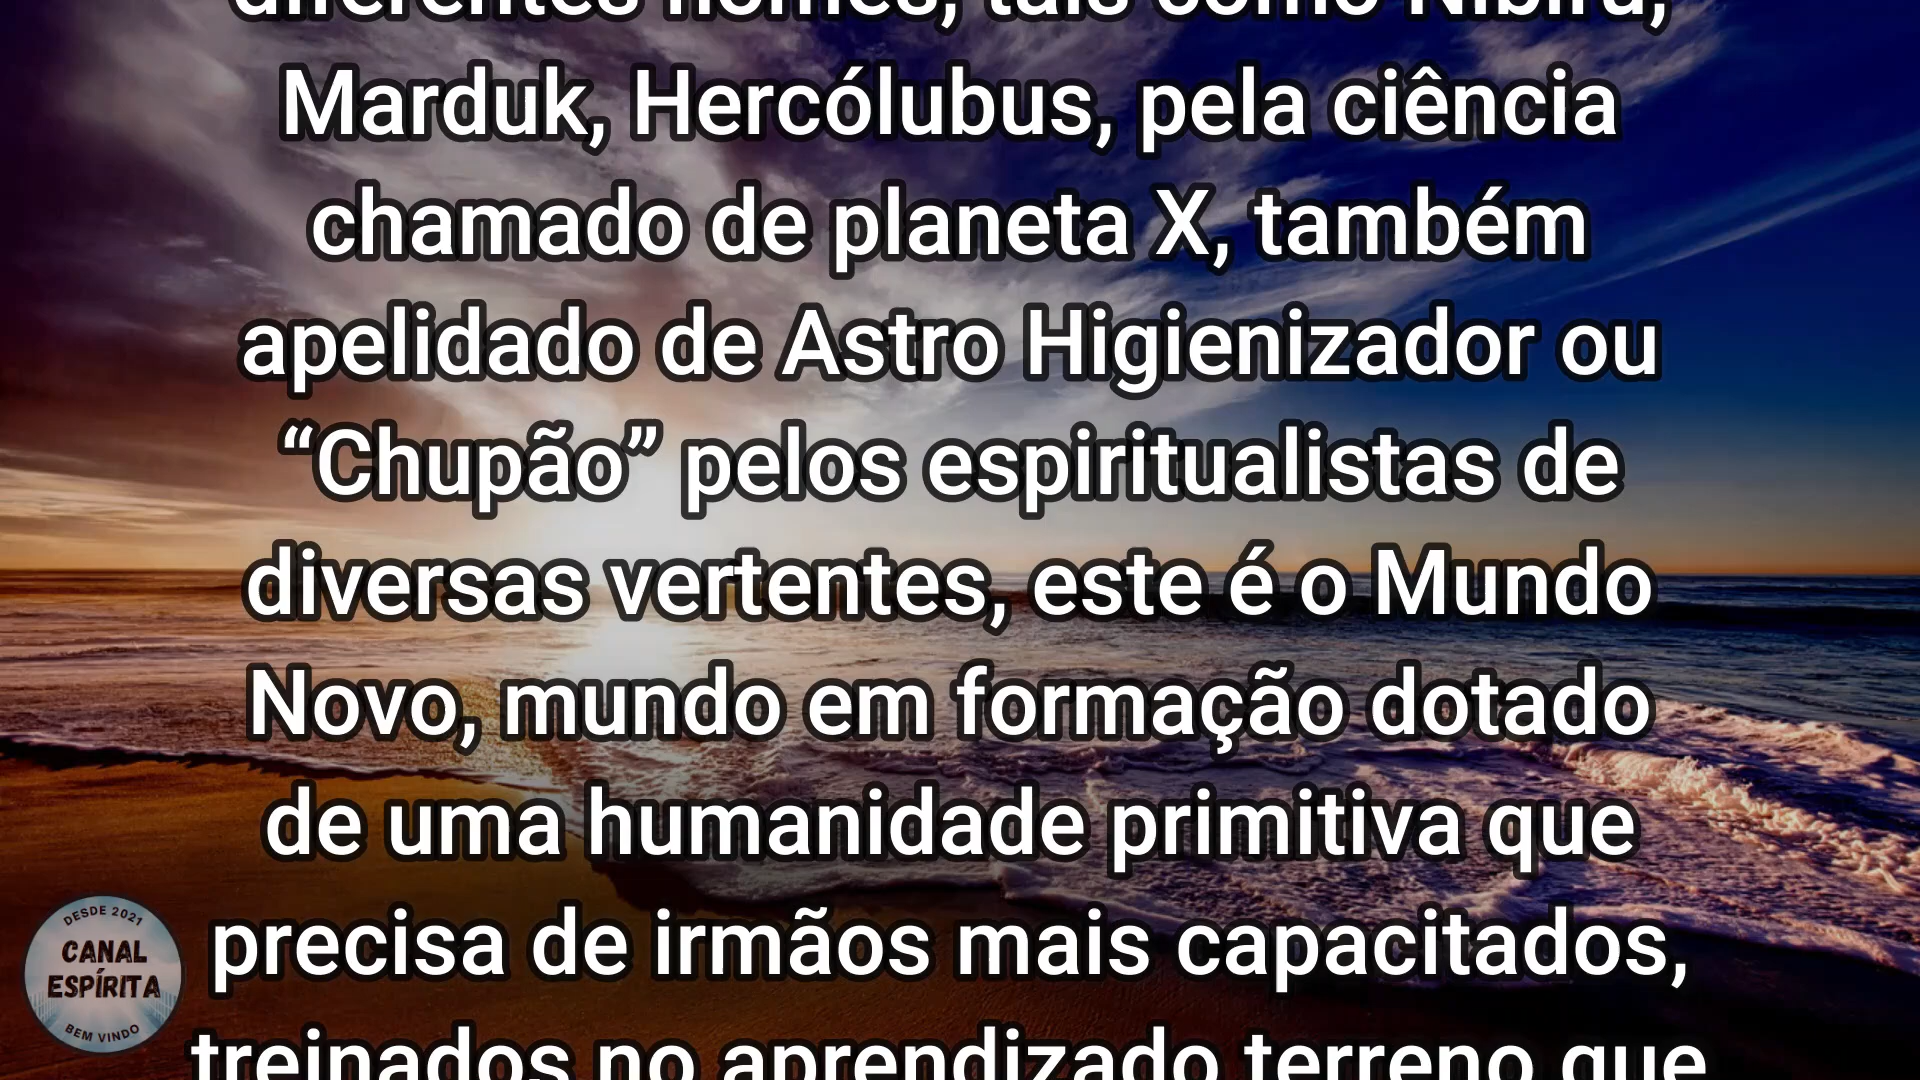 diferentes nomes, tais como Nibiru,
Marduk, Hercólubus, pela ciência
chamado de planeta X, também
apelidado de Astro Higienizador ou
“Chupão” pelos espiritualistas de
diversas vertentes, este é o Mundo
Novo, mundo em formação dotado
de uma humanidade primitiva que
precisa de irmãos mais capacitados,
treinados no aprendizado terreno que
DESDE 2021
CANAL
ESPÍRITA
BEM VINDO